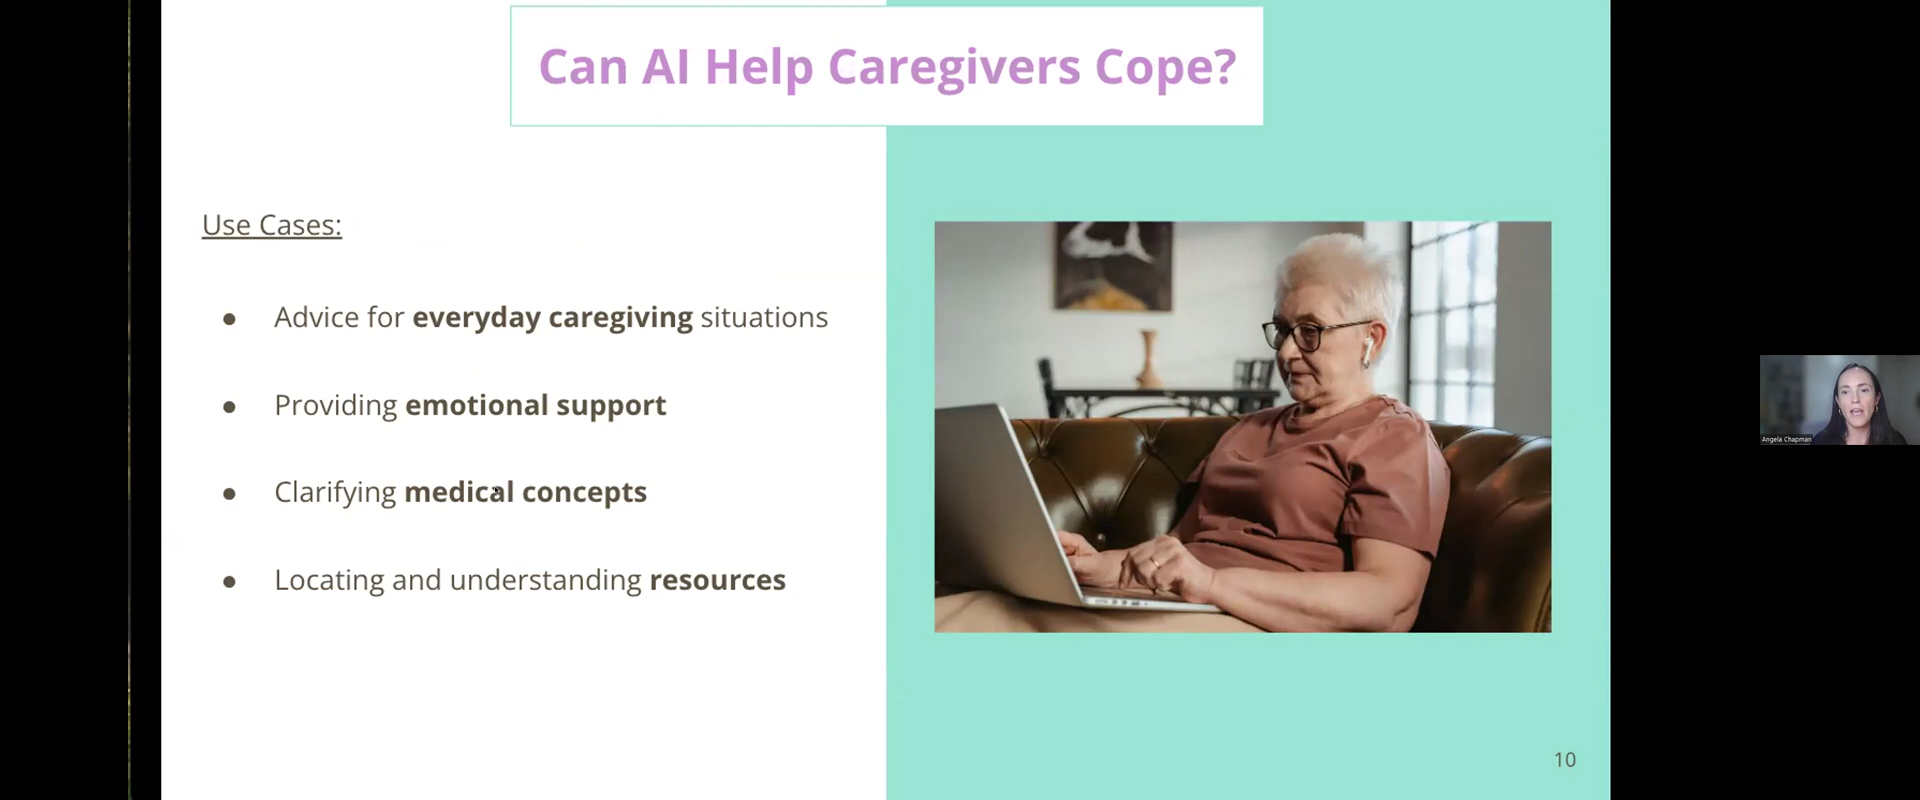 Can AI Help Caregivers Cope?
Use Cases:
● Advice for everyday caregiving situations
● Providing emotional support
● Clarifying medical concepts
● Locating and understanding resources
Angela Chapman
10